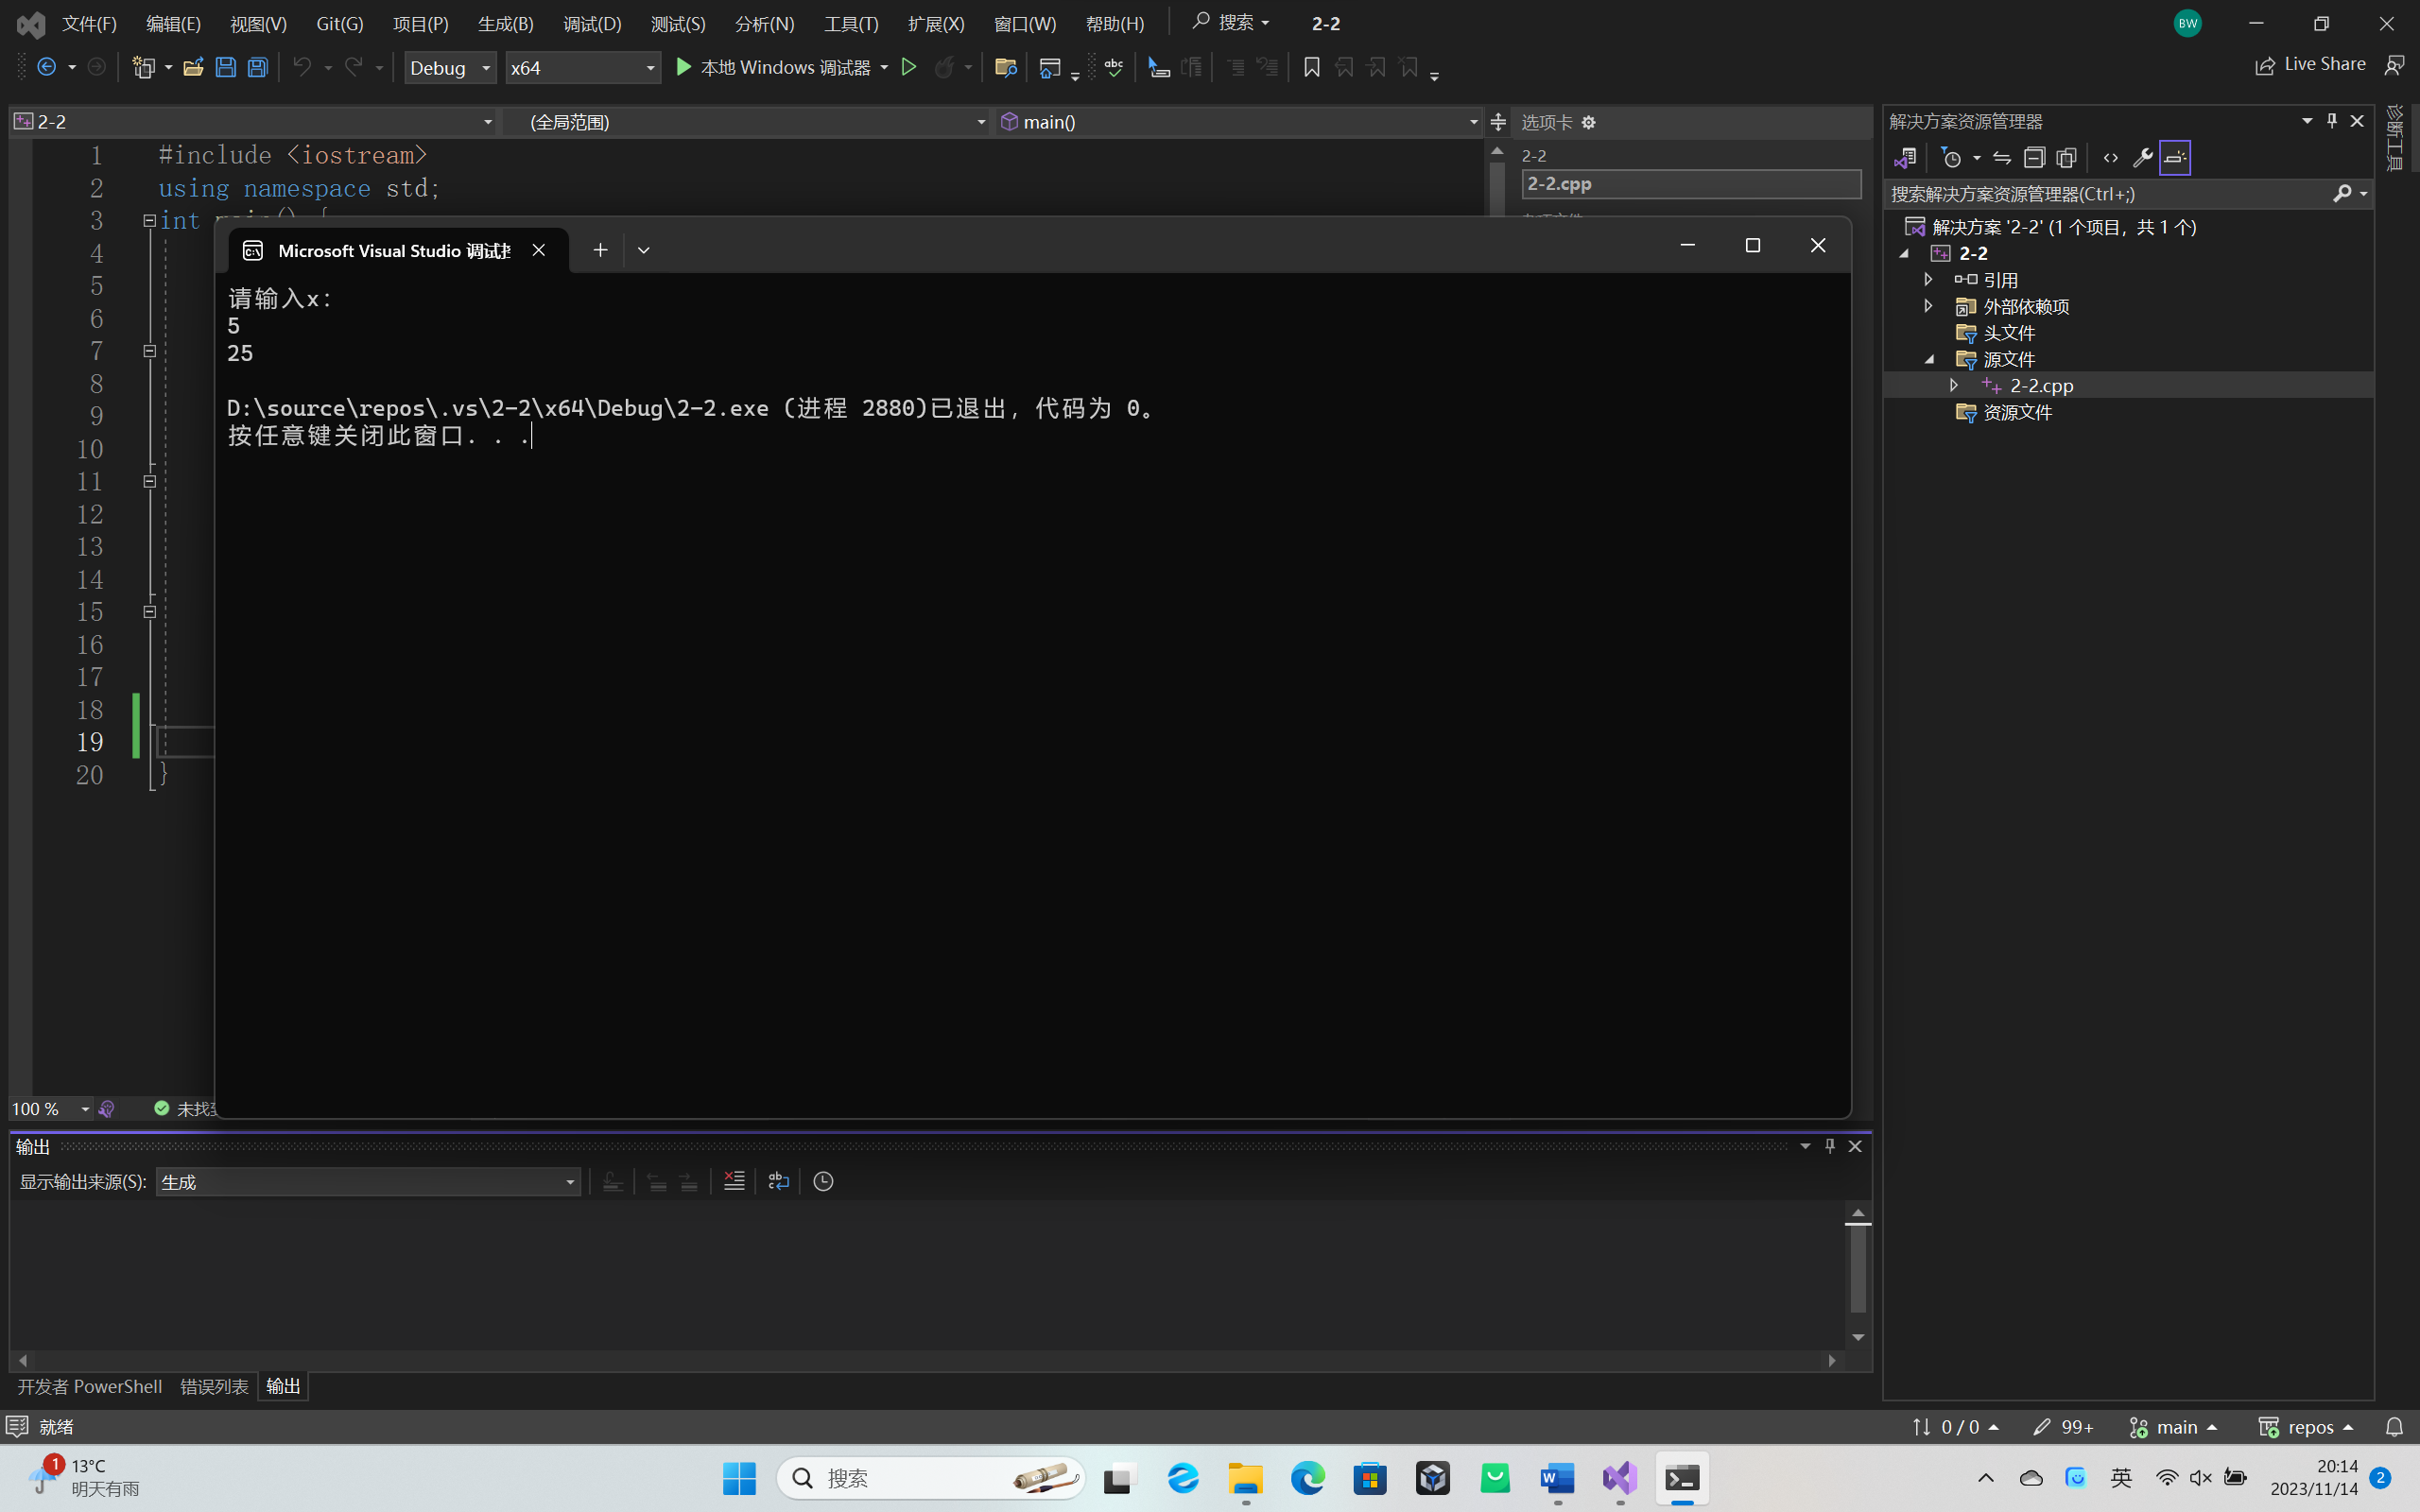 文件(F) 编辑(E) 视图(V) Git(G) 项目(P) 生成(B) 调试(D) 测试(S) 分析(N) 工具(T) 扩展(X) 窗口(W) 帮助(H) 搜索 2-2 BW
Debug x64 本地 Windows 调试器 Live Share
2-2 (全局范围) main() 选项卡
解决方案资源管理器
诊断工具
2-2
2-2.cpp
搜索解决方案资源管理器(Ctrl+;)
解决方案 '2-2' (1 个项目，共 1 个)
2-2
引用
外部依赖项
头文件
源文件
2-2.cpp
资源文件
1 #include <iostream>
2 using namespace std;
3 int main() {
4
5
6
7
8
9
10
11
12
13
14
15
16
17
18
19
20 }
Microsoft Visual Studio 调试
请输入x：
5
25
D:\source\repos\.vs\2-2\x64\Debug\2-2.exe (进程 2880)已退出，代码为 0。
按任意键关闭此窗口. . .
100 % 未找
输出
显示输出来源(S): 生成
开发者 PowerShell 错误列表 输出
就绪 0 / 0 99+ main repos
1 13°C
明天有雨
搜索
英
20:14
2023/11/14
2